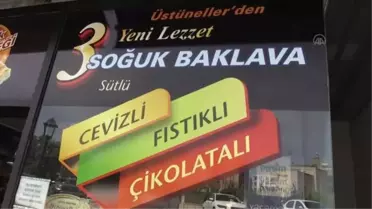 Üstüneller'den
Yeni Lezzet
3 SOĞUK BAKLAVA
Sütlü
CEVİZLİ
FISTIKLI
ÇİKOLATALI